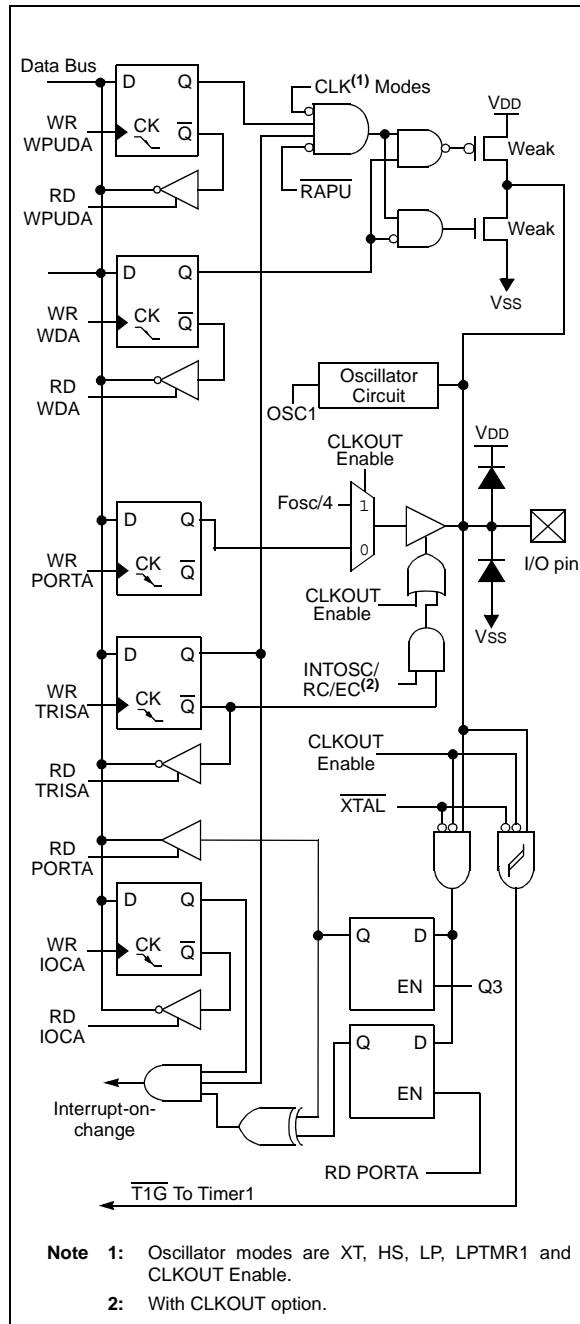 Data Bus
D Q
CLK(1) Modes
VDD
WR
WPUDA
CK
Q
Weak
RD
WPUDA
RAPU
Weak
D Q
VSS
WR
WDA
CK
Q
RD
WDA
Oscillator
Circuit
OSC1
CLKOUT
Enable
VDD
FOSC/4
1
D Q
0
I/O pin
WR
PORTA
CK
Q
CLKOUT
Enable
VSS
D Q
INTOSC/
RC/EC(2)
WR
TRISA
CK
Q
CLKOUT
Enable
RD
TRISA
XTAL
RD
PORTA
D Q
WR
IOCA
CK
Q
Q D
EN
Q3
RD
IOCA
Q D
Interrupt-on-
change
EN
RD PORTA
T1G To Timer1
Note 1: Oscillator modes are XT, HS, LP, LPTMR1 and
CLKOUT Enable.
2: With CLKOUT option.